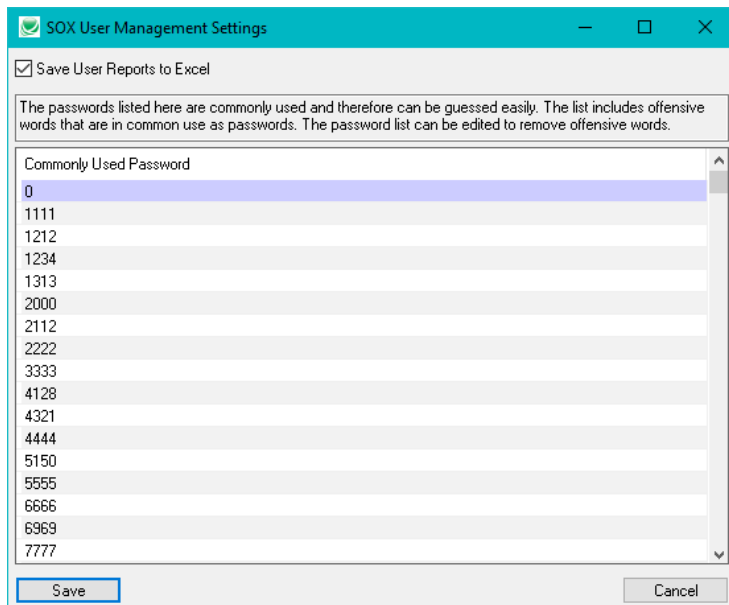 SOX User Management Settings
Save User Reports to Excel
The passwords listed here are commonly used and therefore can be guessed easily. The list includes offensive
words that are in common use as passwords. The password list can be edited to remove offensive words.
Commonly Used Password
0
1111
1212
1234
1313
2000
2112
2222
3333
4128
4321
4444
5150
5555
6666
6969
7777
Save
Cancel